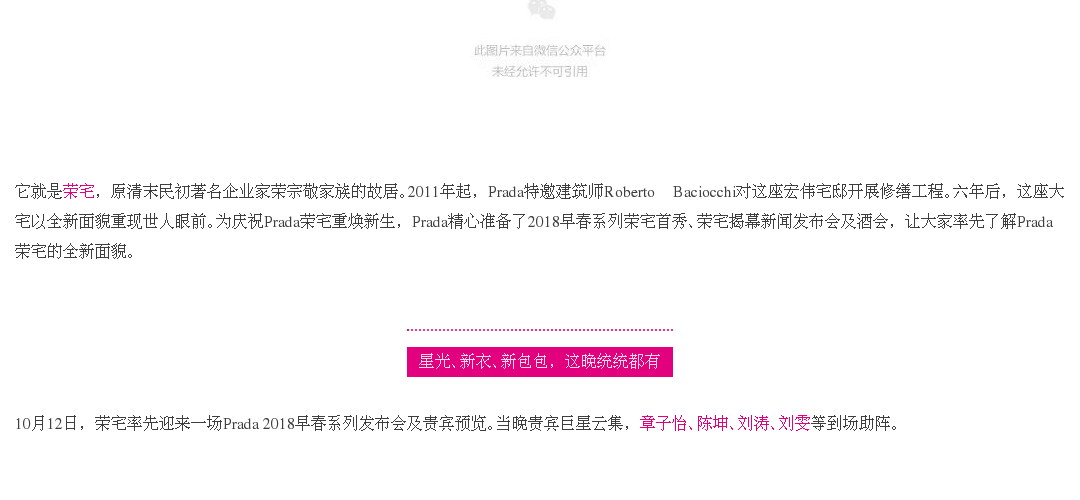 此图片来自微信公众平台
未经允许不可引用
它就是荣宅，原清末民初著名企业家荣宗敬家族的故居。2011年起，Prada特邀建筑师Roberto Baciocchi对这座宏伟宅邸开展修缮工程。六年后，这座大
宅以全新面貌重现世人眼前。为庆祝Prada荣宅重焕新生，Prada精心准备了2018早春系列荣宅首秀、荣宅揭幕新闻发布会及酒会，让大家率先了解Prada
荣宅的全新面貌。
星光、新衣、新包包，这晚统统都有
10月12日，荣宅率先迎来一场Prada 2018早春系列发布会及贵宾预览。当晚贵宾巨星云集，章子怡、陈坤、刘涛、刘雯等到场助阵。